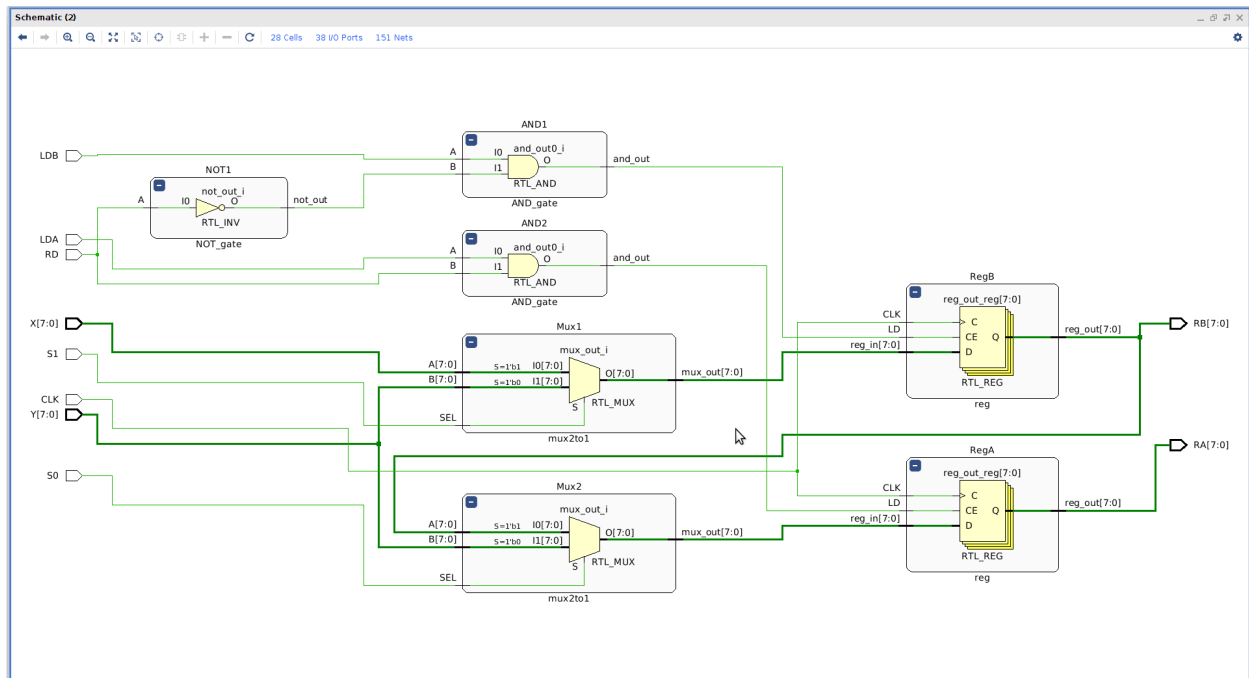 Schematic (2)
28 Cells 38 I/O Ports 151 Nets
AND1
LDB
A I0 and_out0_i O and_out
B I1
RTL_AND
AND_gate
NOT1
A I0 not_out_i O not_out
RTL_INV
NOT_gate
AND2
LDA
RD
A I0 and_out0_i O and_out
B I1
RTL_AND
AND_gate
X[7:0]
S1
CLK
Y[7:0]
S0
Mux1
mux_out_i
A[7:0] S=1'b1 I0[7:0] O[7:0] mux_out[7:0]
B[7:0] S=1'b0 I1[7:0]
S RTL_MUX
SEL
mux2to1
Mux2
mux_out_i
A[7:0] S=1'b1 I0[7:0] O[7:0] mux_out[7:0]
B[7:0] S=1'b0 I1[7:0]
S RTL_MUX
SEL
mux2to1
RegB
reg_out_reg[7:0]
CLK C
LD CE Q reg_out[7:0]
reg_in[7:0] D
RTL_REG
reg
RB[7:0]
RegA
reg_out_reg[7:0]
CLK C
LD CE Q reg_out[7:0]
reg_in[7:0] D
RTL_REG
reg
RA[7:0]